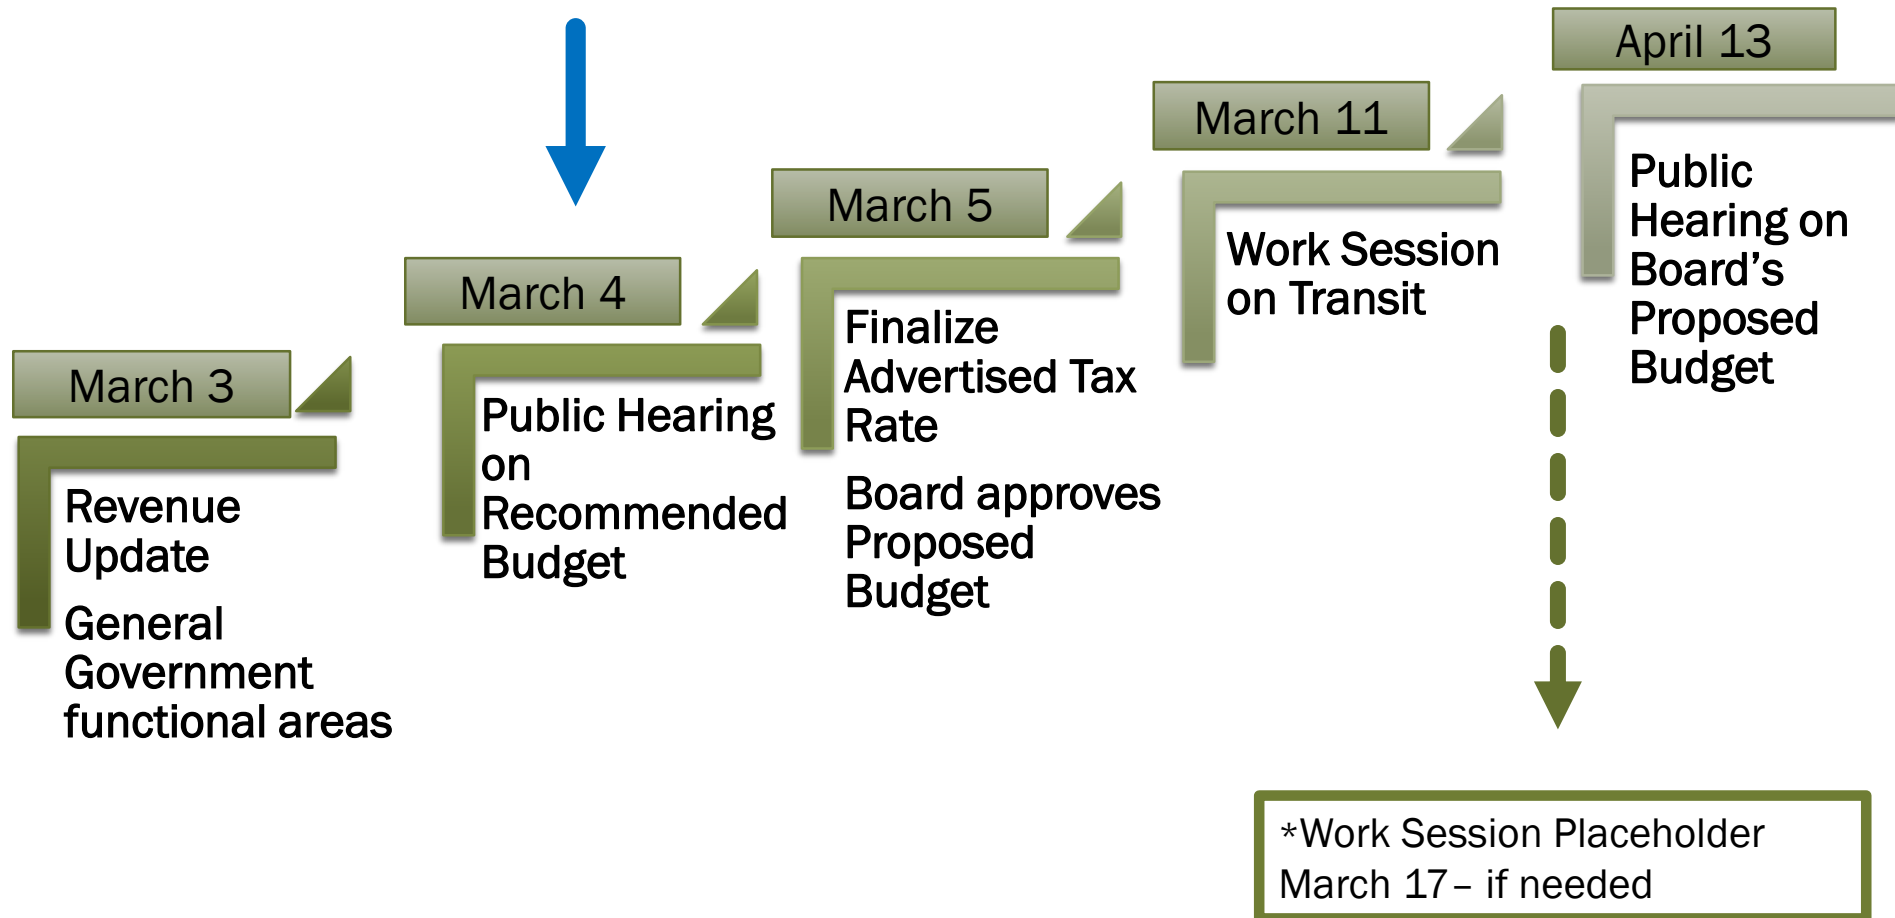 March 3
Revenue
Update
General
Government
functional areas
March 4
Public Hearing
on
Recommended
Budget
March 5
Finalize
Advertised Tax
Rate
Board approves
Proposed
Budget
March 11
Work Session
on Transit
April 13
Public
Hearing on
Board’s
Proposed
Budget
*Work Session Placeholder
March 17– if needed